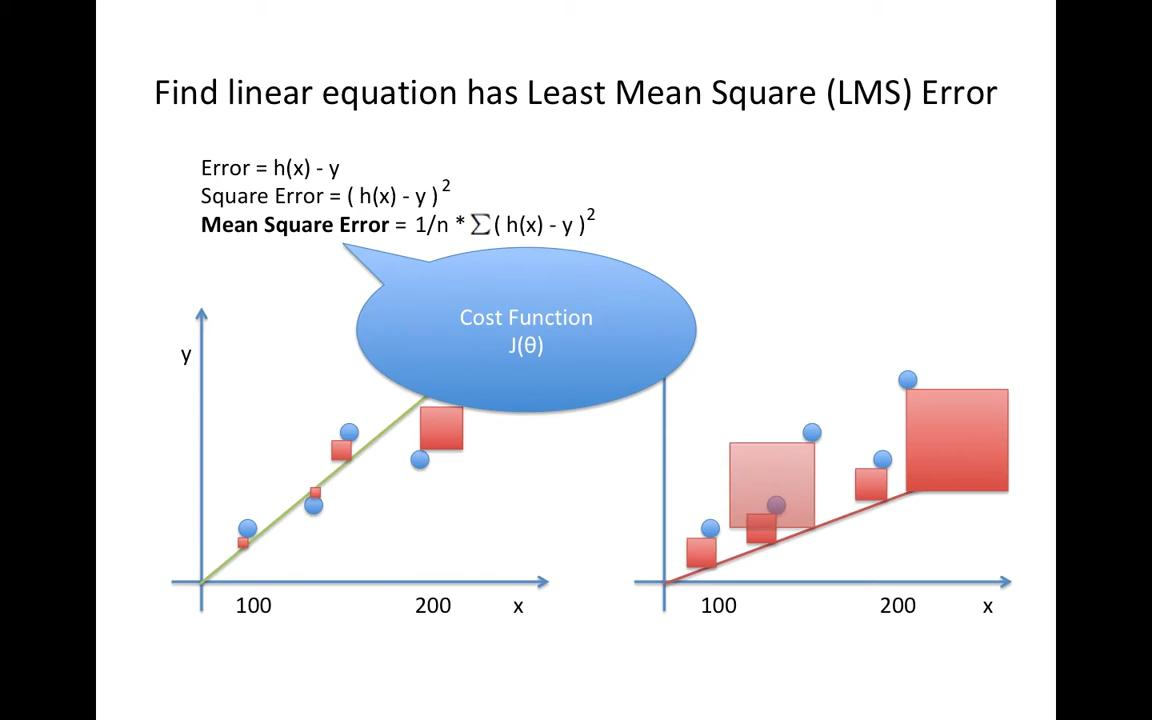 Find linear equation has Least Mean Square (LMS) Error
Error = h(x) - y
Square Error = ( h(x) - y )²
Mean Square Error = 1/n * ∑( h(x) - y )²
Cost Function
J(θ)
y
100 200 x
100 200 x